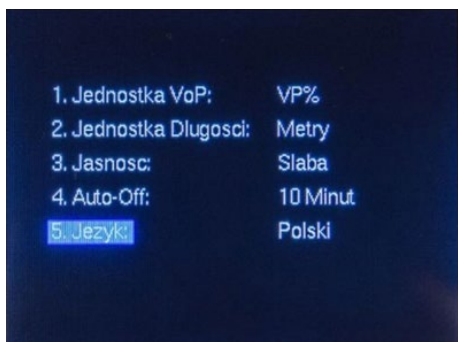 1. Jednostka VoP: VP%
2. Jednostka Dlugosci: Metry
3. Jasnosc: Slaba
4. Auto-Off: 10 Minut
5. Jezyk: Polski